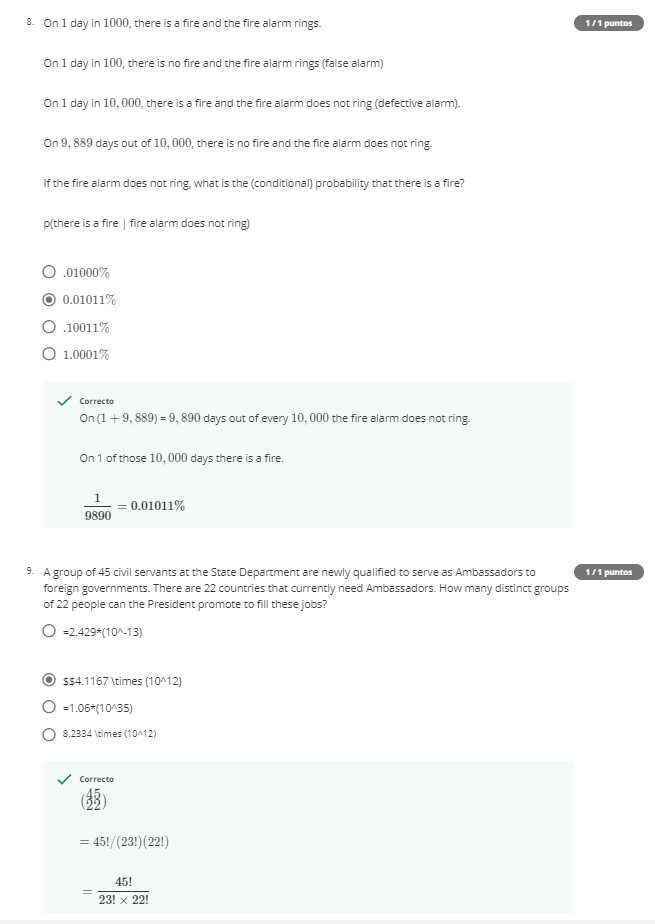 8. On 1 day in 1000, there is a fire and the fire alarm rings.
1 / 1 puntos
On 1 day in 100, there is no fire and the fire alarm rings (false alarm)
On 1 day in 10, 000, there is a fire and the fire alarm does not ring (defective alarm).
On 9, 889 days out of 10, 000, there is no fire and the fire alarm does not ring.
If the fire alarm does not ring, what is the (conditional) probability that there is a fire?
p(there is a fire | fire alarm does not ring)
.01000%
0.01011%
.10011%
1.0001%
Correcto
On (1 + 9, 889) = 9, 890 days out of every 10, 000 the fire alarm does not ring.
On 1 of those 10, 000 days there is a fire.
1
9890
= 0.01011%
9. A group of 45 civil servants at the State Department are newly qualified to serve as Ambassadors to
1 / 1 puntos
foreign governments. There are 22 countries that currently need Ambassadors. How many distinct groups
of 22 people can the President promote to fill these jobs?
=2.429*(10^-13)
$$4.1167 \times (10^12)
=1.06*(10^35)
8.2334 \times (10^12)
Correcto
(45
22)
= 45!/(23!)(22!)
= 45!
23! × 22!